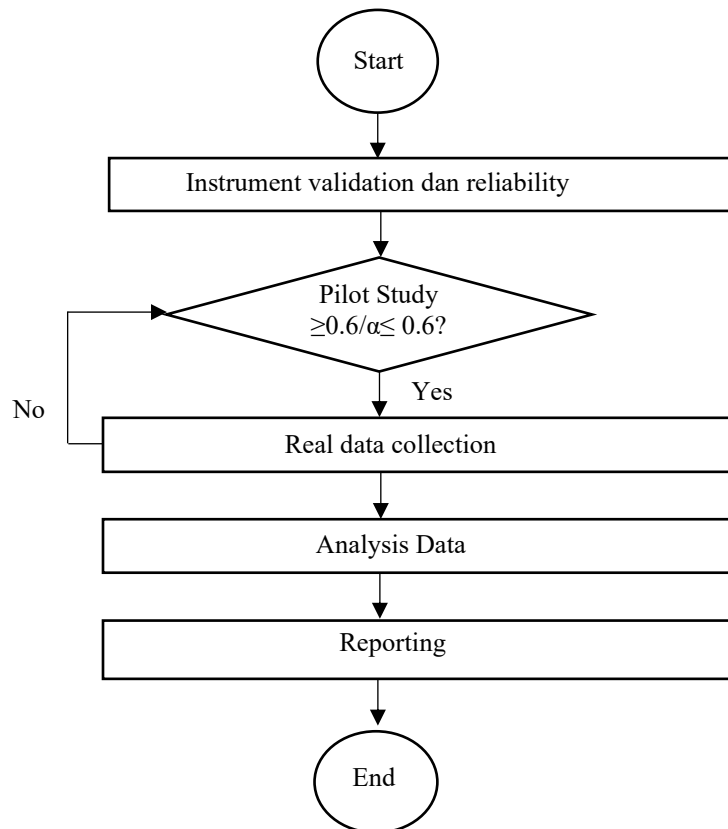 Start
Instrument validation dan reliability
Pilot Study
≥0.6/α≤ 0.6?
Yes
No
Real data collection
Analysis Data
Reporting
End